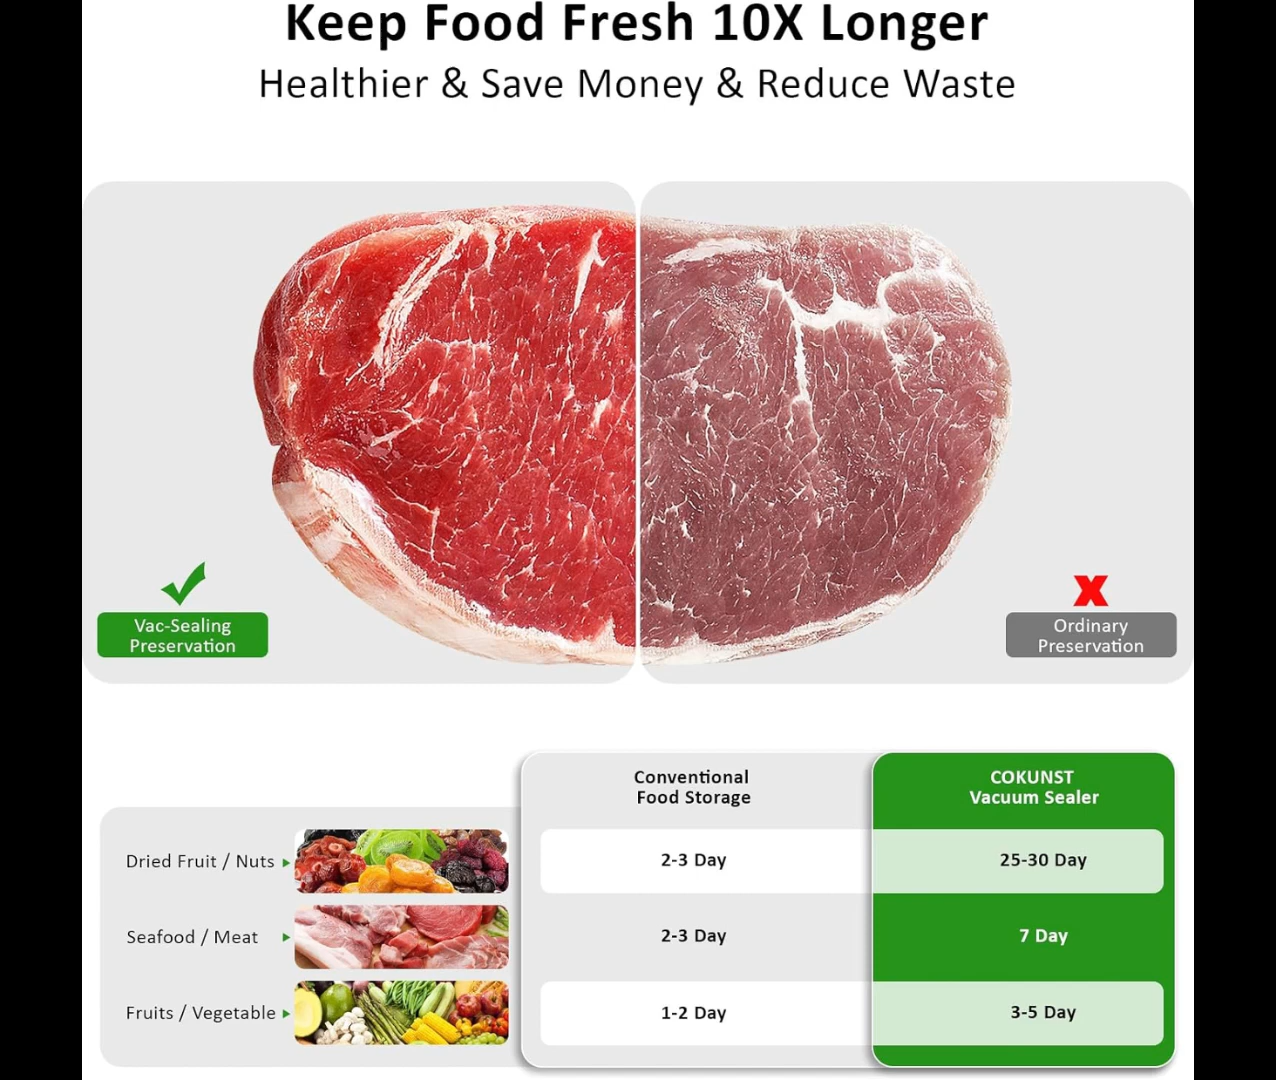 Keep Food Fresh 10X Longer
Healthier & Save Money & Reduce Waste
Vac-Sealing
Preservation
Ordinary
Preservation
Conventional
Food Storage
COKUNST
Vacuum Sealer
Dried Fruit / Nuts
2-3 Day
25-30 Day
Seafood / Meat
2-3 Day
7 Day
Fruits / Vegetable
1-2 Day
3-5 Day